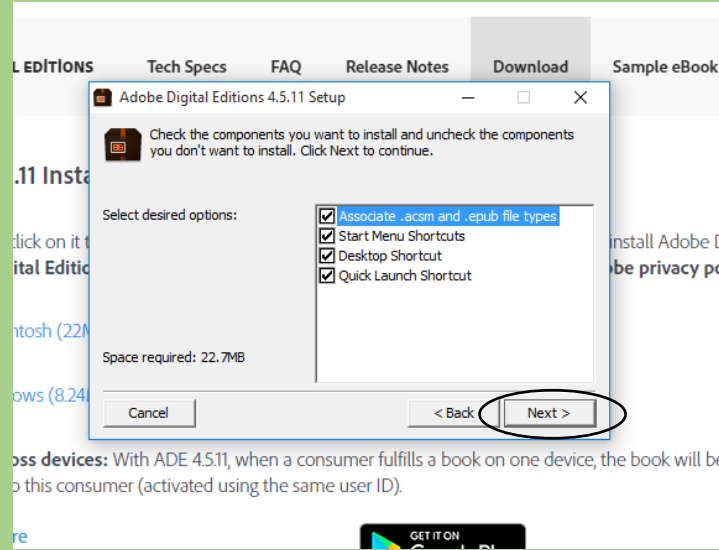 L EDİTİONS Tech Specs FAQ Release Notes Download Sample eBook
Adobe Digital Editions 4.5.11 Setup
Check the components you want to install and uncheck the components
you don't want to install. Click Next to continue.
.11 Insta
Select desired options:
Associate .acsm and .epub file types
Start Menu Shortcuts
Desktop Shortcut
Quick Launch Shortcut
click on it t install Adobe D
ital Editio be privacy po
ntosh (22M
Space required: 22.7MB
ows (8.24
Cancel < Back Next >
oss devices: With ADE 4.5.11, when a consumer fulfills a book on one device, the book will be
o this consumer (activated using the same user ID).
re
GET IT ON